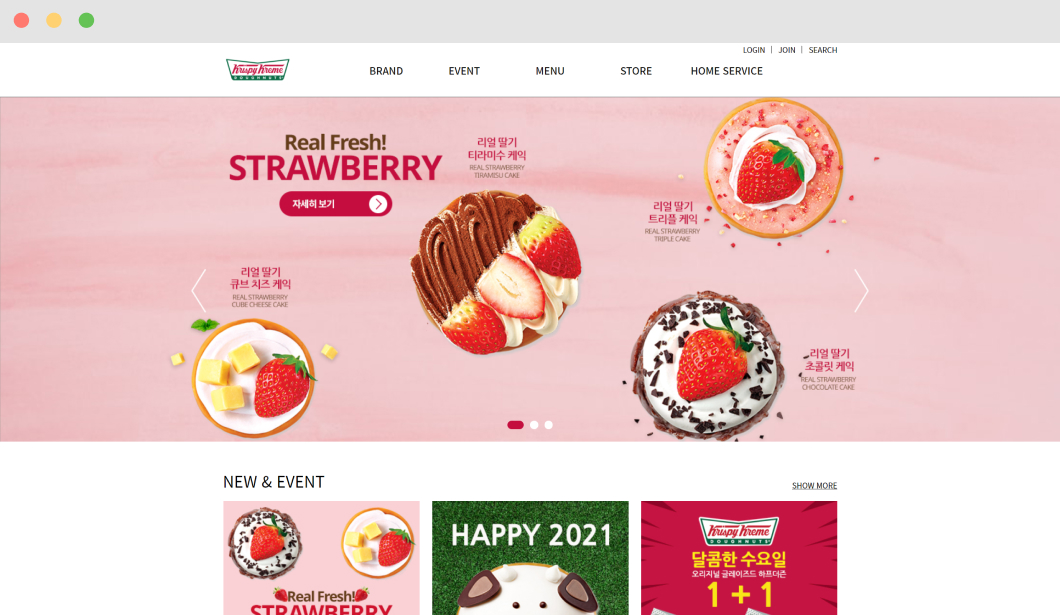 LOGIN | JOIN | SEARCH
Krispy Kreme
DOUGHNUTS
BRAND
EVENT
MENU
STORE
HOME SERVICE
Real Fresh!
STRAWBERRY
자세히 보기
리얼 딸기
티라미수 케익
REAL STRAWBERRY
TIRAMISU CAKE
리얼 딸기
트리플 케익
REAL STRAWBERRY
TRIPLE CAKE
리얼 딸기
큐브 치즈 케익
REAL STRAWBERRY
CUBE CHEESE CAKE
리얼 딸기
초콜릿 케익
REAL STRAWBERRY
CHOCOLATE CAKE
NEW & EVENT
SHOW MORE
Real Fresh!
STRAWBERRY
HAPPY 2021
Krispy Kreme
DOUGHNUTS
달콤한 수요일
오리지널 글레이즈드 하프더즌
1 + 1